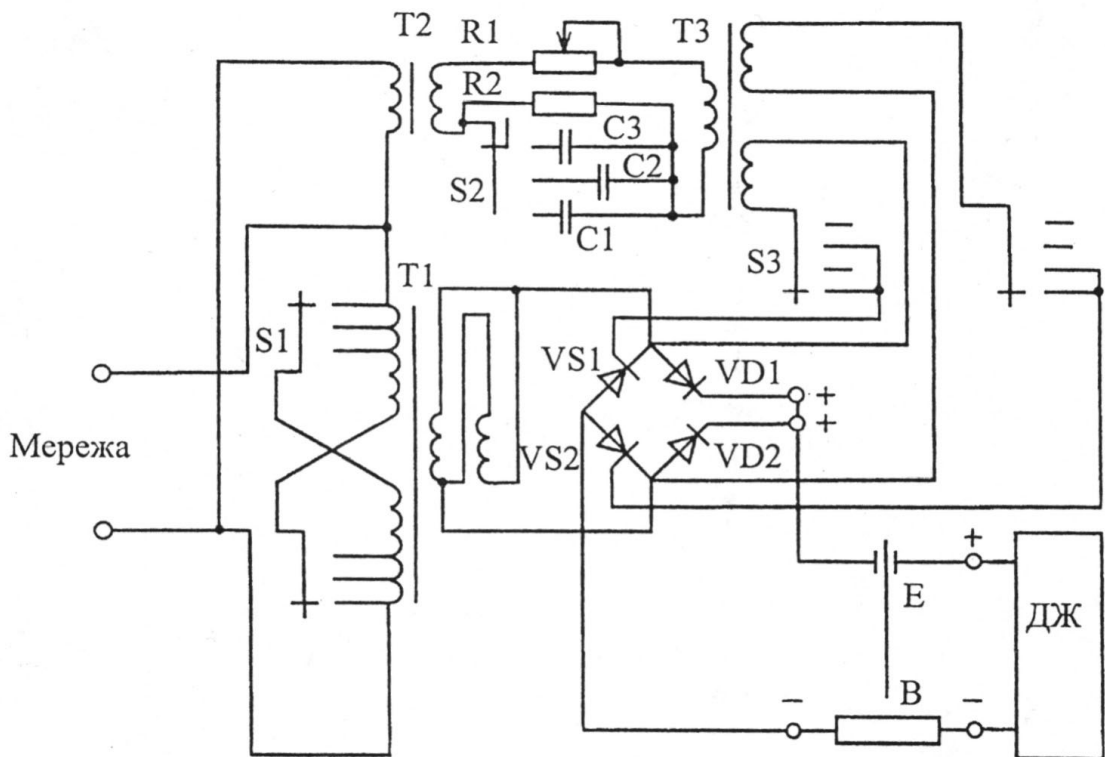 T2 R1 T3
R2
C3
C2
S2
C1
S3
T1
S1
VS1 VD1
+
+
Мережа VS2 VD2
+
E
ДЖ
B
− − −